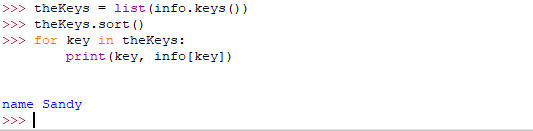 >>> theKeys = list(info.keys())
>>> theKeys.sort()
>>> for key in theKeys:
        print(key, info[key])
name Sandy
>>>